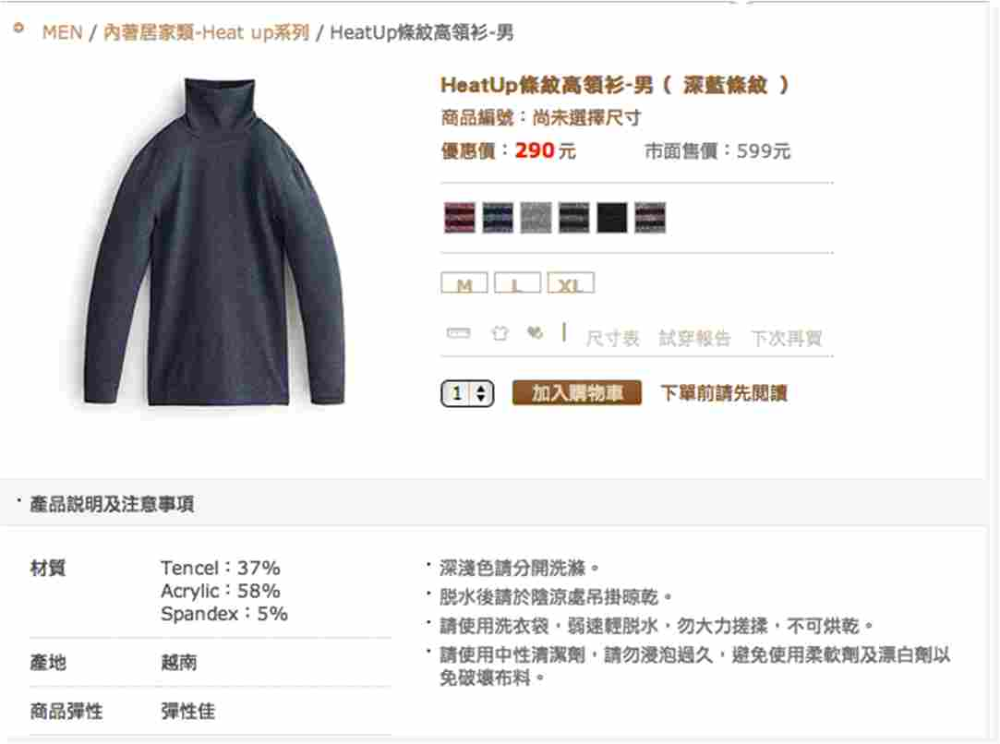 MEN / 內著居家類-Heat up系列 / HeatUp條紋高領衫-男
HeatUp條紋高領衫-男（ 深藍條紋 ）
商品編號：尚未選擇尺寸
優惠價：290 元 市面售價：599元
M L XL
尺寸表 試穿報告 下次再買
1 加入購物車 下單前請先閱讀
・產品說明及注意事項
材質 Tencel：37%
Acrylic：58%
Spandex：5%
產地 越南
商品彈性 彈性佳
・深淺色請分開洗滌。
・脫水後請於陰涼處吊掛晾乾。
・請使用洗衣袋，弱速輕脫水，勿大力搓揉，不可烘乾。
・請使用中性清潔劑，請勿浸泡過久，避免使用柔軟劑及漂白劑以
免破壞布料。